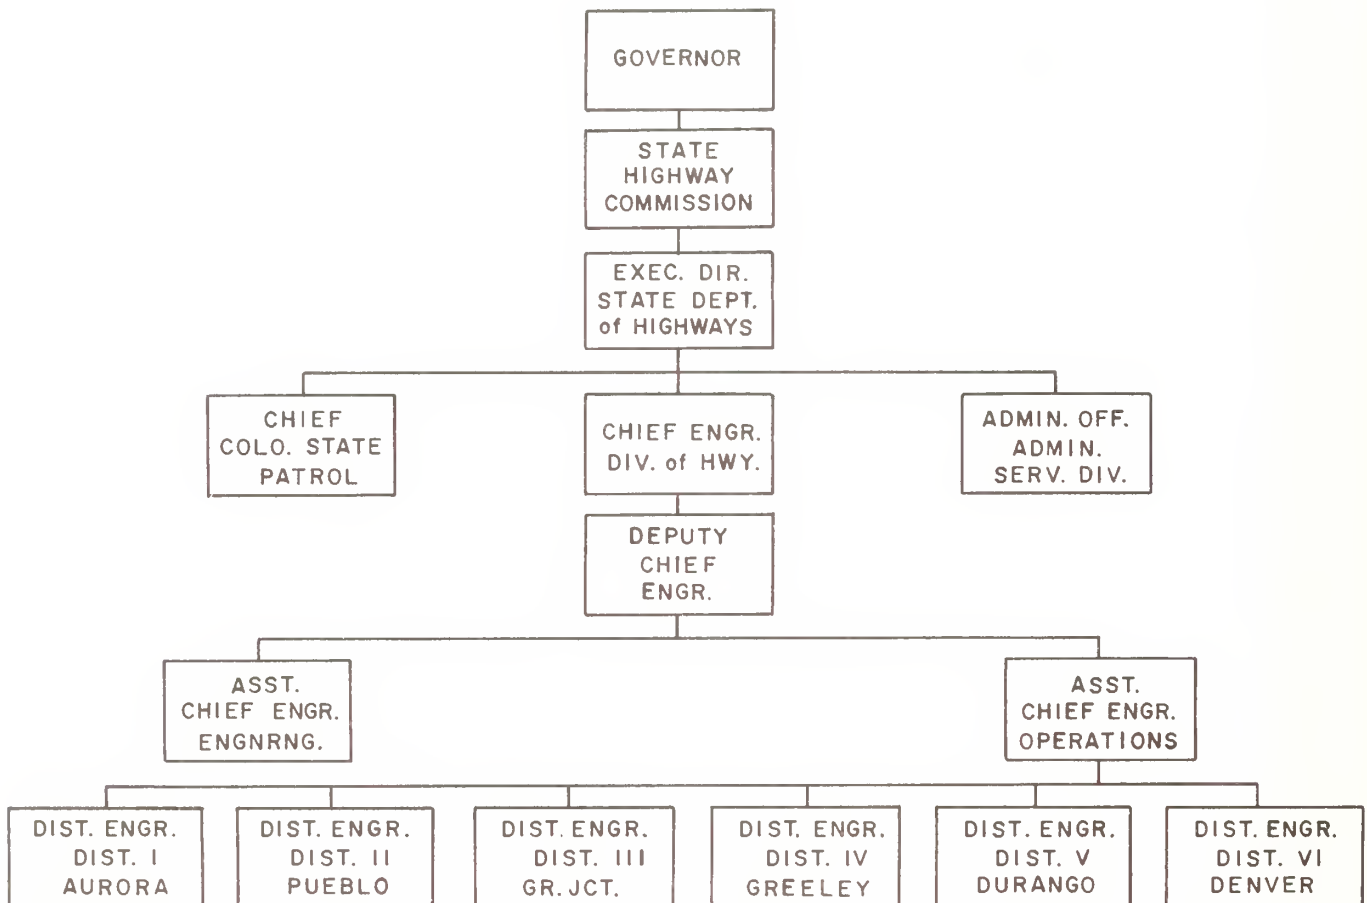 GOVERNOR
STATE
HIGHWAY
COMMISSION
EXEC. DIR.
STATE DEPT.
of HIGHWAYS
CHIEF
COLO. STATE
PATROL
CHIEF ENGR.
DIV. of HWY.
ADMIN. OFF.
ADMIN.
SERV. DIV.
DEPUTY
CHIEF
ENGR.
ASST.
CHIEF ENGR.
ENGNRNG.
ASST.
CHIEF ENGR.
OPERATIONS
DIST. ENGR.
DIST. I
AURORA
DIST. ENGR.
DIST. II
PUEBLO
DIST. ENGR.
DIST. III
GR. JCT.
DIST. ENGR.
DIST. IV
GREELEY
DIST. ENGR.
DIST. V
DURANGO
DIST. ENGR.
DIST. VI
DENVER